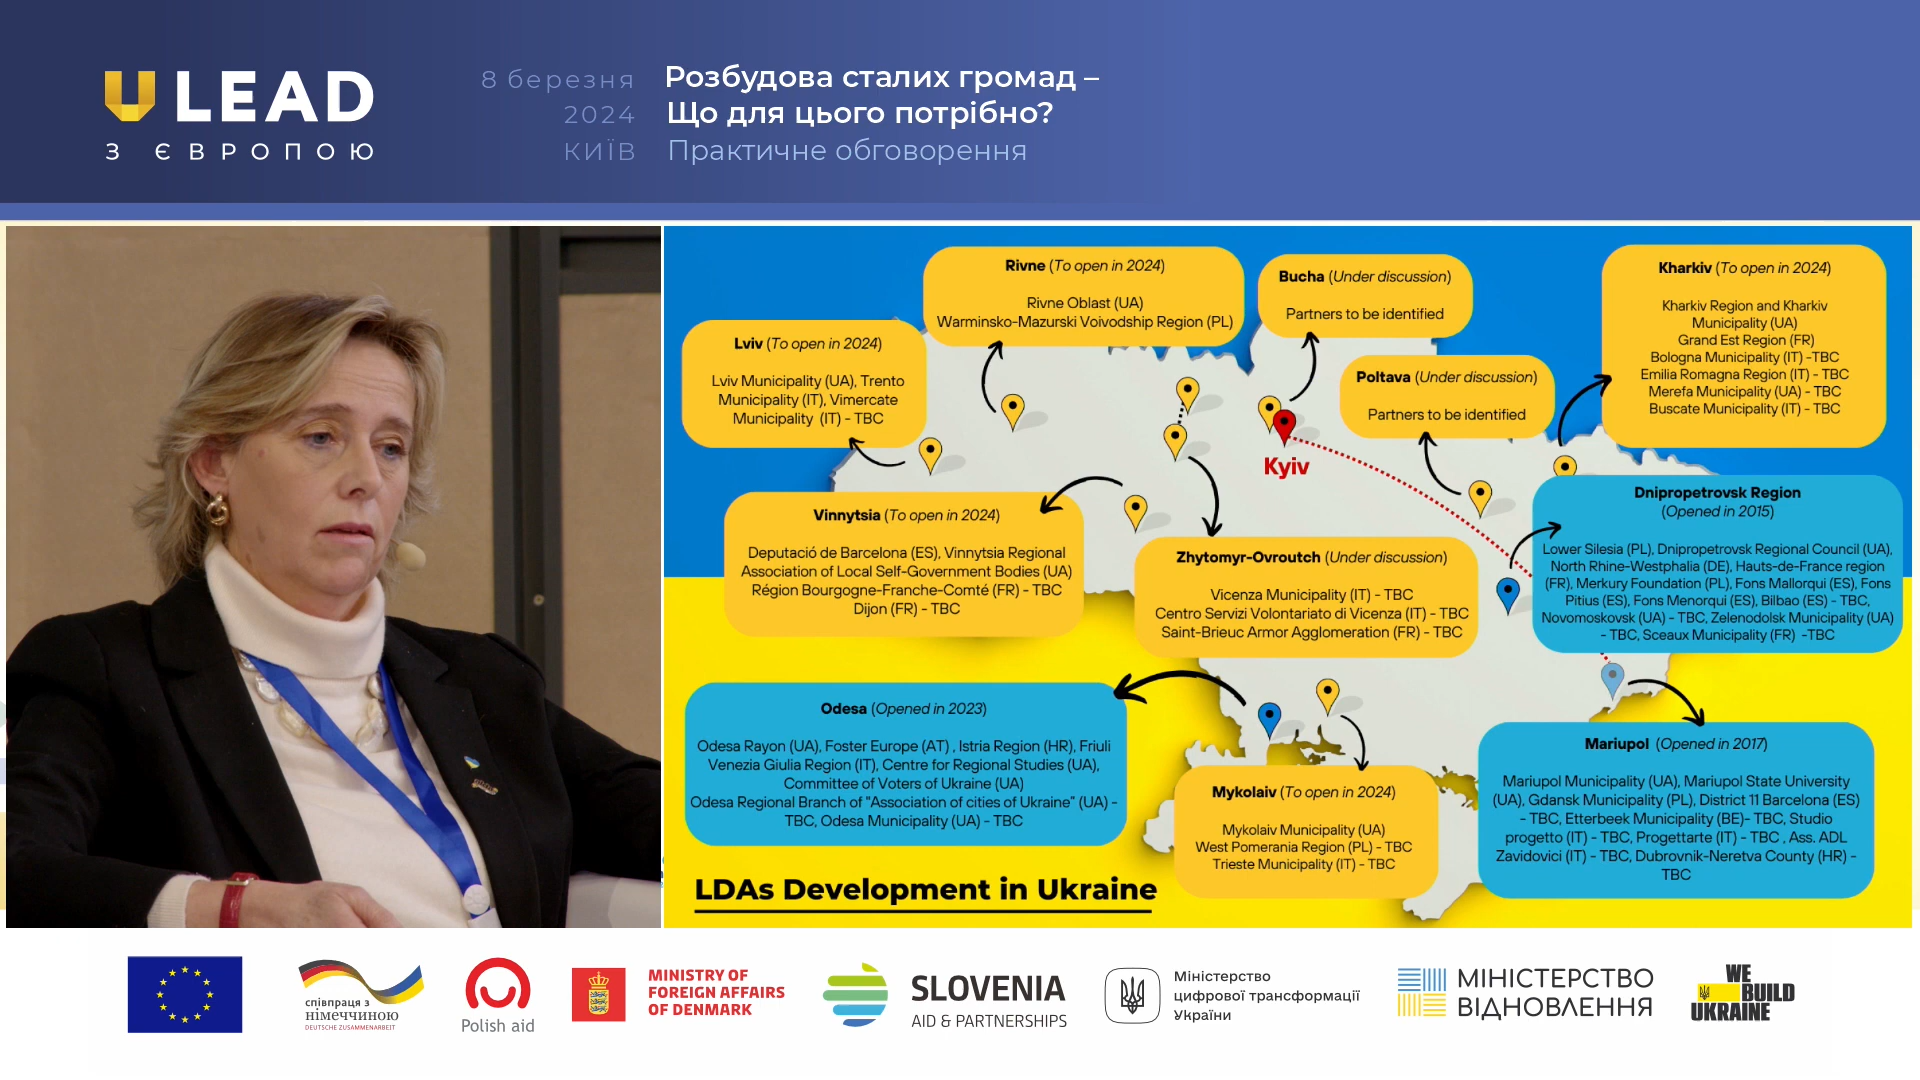 U LEAD
З ЄВРОПОЮ
8 березня
2024
КИЇВ
Розбудова сталих громад –
Що для цього потрібно?
Практичне обговорення
Rivne (To open in 2024)
Rivne Oblast (UA)
Warminsko-Mazurski Voivodship Region (PL)
Bucha (Under discussion)
Partners to be identified
Kharkiv (To open in 2024)
Kharkiv Region and Kharkiv
Municipality (UA)
Grand Est Region (FR)
Bologna Municipality (IT) -TBC
Emilia Romagna Region (IT) - TBC
Merefa Municipality (UA) - TBC
Buscate Municipality (IT) - TBC
Lviv (To open in 2024)
Lviv Municipality (UA), Trento
Municipality (IT), Vimercate
Municipality (IT) - TBC
Poltava (Under discussion)
Partners to be identified
Kyiv
Vinnytsia (To open in 2024)
Deputació de Barcelona (ES), Vinnytsia Regional
Association of Local Self-Government Bodies (UA)
Région Bourgogne-Franche-Comté (FR) - TBC
Dijon (FR) - TBC
Zhytomyr-Ovroutch (Under discussion)
Vicenza Municipality (IT) - TBC
Centro Servizi Volontariato di Vicenza (IT) - TBC
Saint-Brieuc Armor Agglomeration (FR) - TBC
Dnipropetrovsk Region
(Opened in 2015)
Lower Silesia (PL), Dnipropetrovsk Regional Council (UA),
North Rhine-Westphalia (DE), Hauts-de-France region
(FR), Merkury Foundation (PL), Fons Mallorqui (ES), Fons
Pitius (ES), Fons Menorqui (ES), Bilbao (ES) - TBC,
Novomoskovsk (UA) - TBC, Zelenodolsk Municipality (UA)
- TBC, Sceaux Municipality (FR) -TBC
Odesa (Opened in 2023)
Odesa Rayon (UA), Foster Europe (AT) , Istria Region (HR), Friuli
Venezia Giulia Region (IT), Centre for Regional Studies (UA),
Committee of Voters of Ukraine (UA)
Odesa Regional Branch of "Association of cities of Ukraine" (UA) -
TBC, Odesa Municipality (UA) - TBC
Mykolaiv (To open in 2024)
Mykolaiv Municipality (UA)
West Pomerania Region (PL) - TBC
Trieste Municipality (IT) - TBC
Mariupol (Opened in 2017)
Mariupol Municipality (UA), Mariupol State University
(UA), Gdansk Municipality (PL), District 11 Barcelona (ES)
- TBC, Etterbeek Municipality (BE)- TBC, Studio
progetto (IT) - TBC, Progettarte (IT) - TBC , Ass. ADL
Zavidovici (IT) - TBC, Dubrovnik-Neretva County (HR) -
TBC
LDAs Development in Ukraine
співпраця з
німеччиною
DEUTSCHE ZUSAMMENARBEIT
Polish aid
MINISTRY OF
FOREIGN AFFAIRS
OF DENMARK
SLOVENIA
AID & PARTNERSHIPS
Міністерство
цифрової трансформації
України
МІНІСТЕРСТВО
ВІДНОВЛЕННЯ
WE
BUILD
UKRAINE